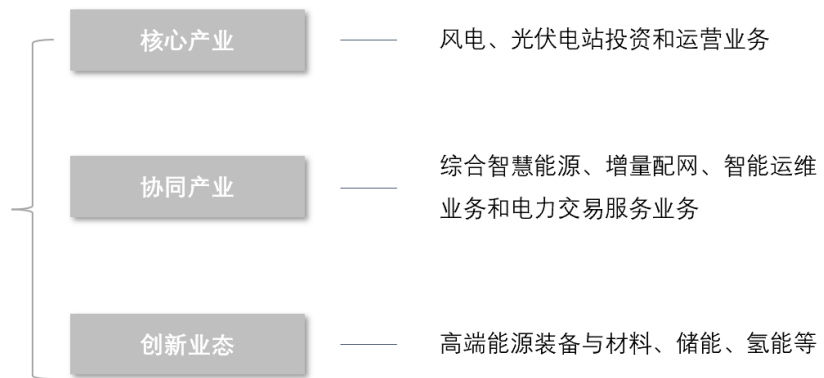 核心产业
风电、光伏电站投资和运营业务
协同产业
综合智慧能源、增量配网、智能运维
业务和电力交易服务业务
创新业态
高端能源装备与材料、储能、氢能等